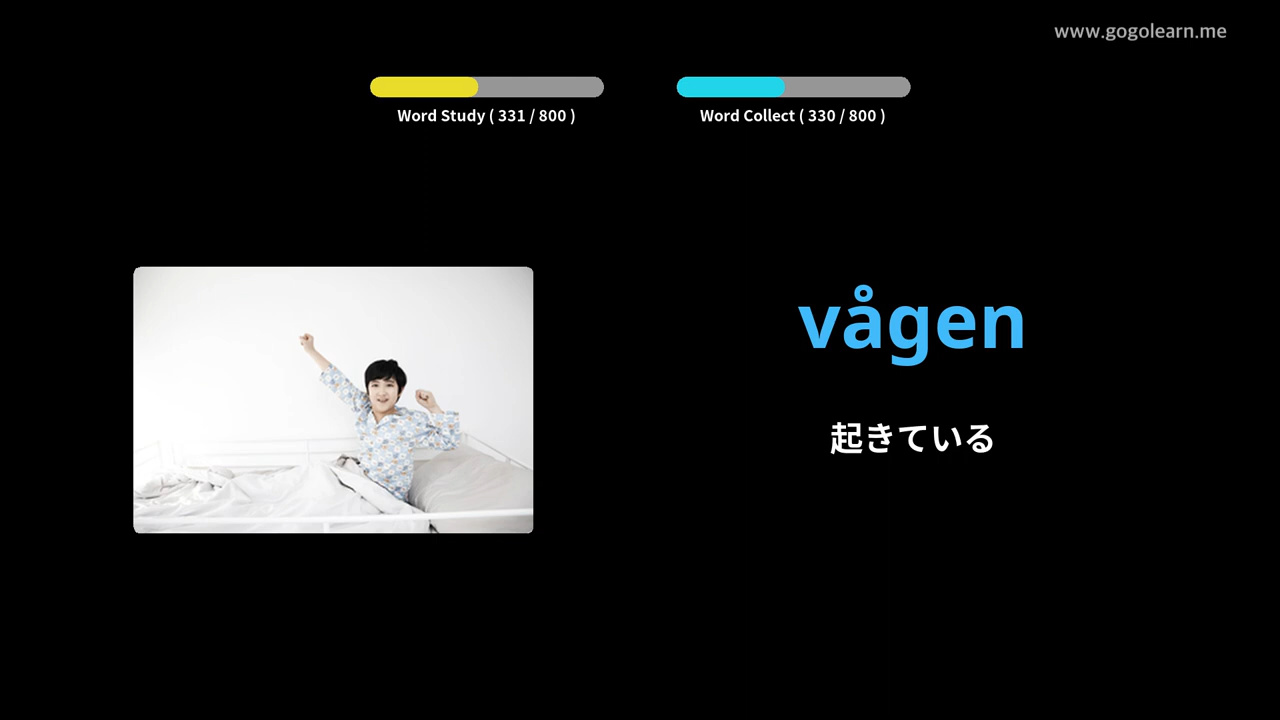 www.gogolearn.me
Word Study ( 331 / 800 )
Word Collect ( 330 / 800 )
vågen
起きている